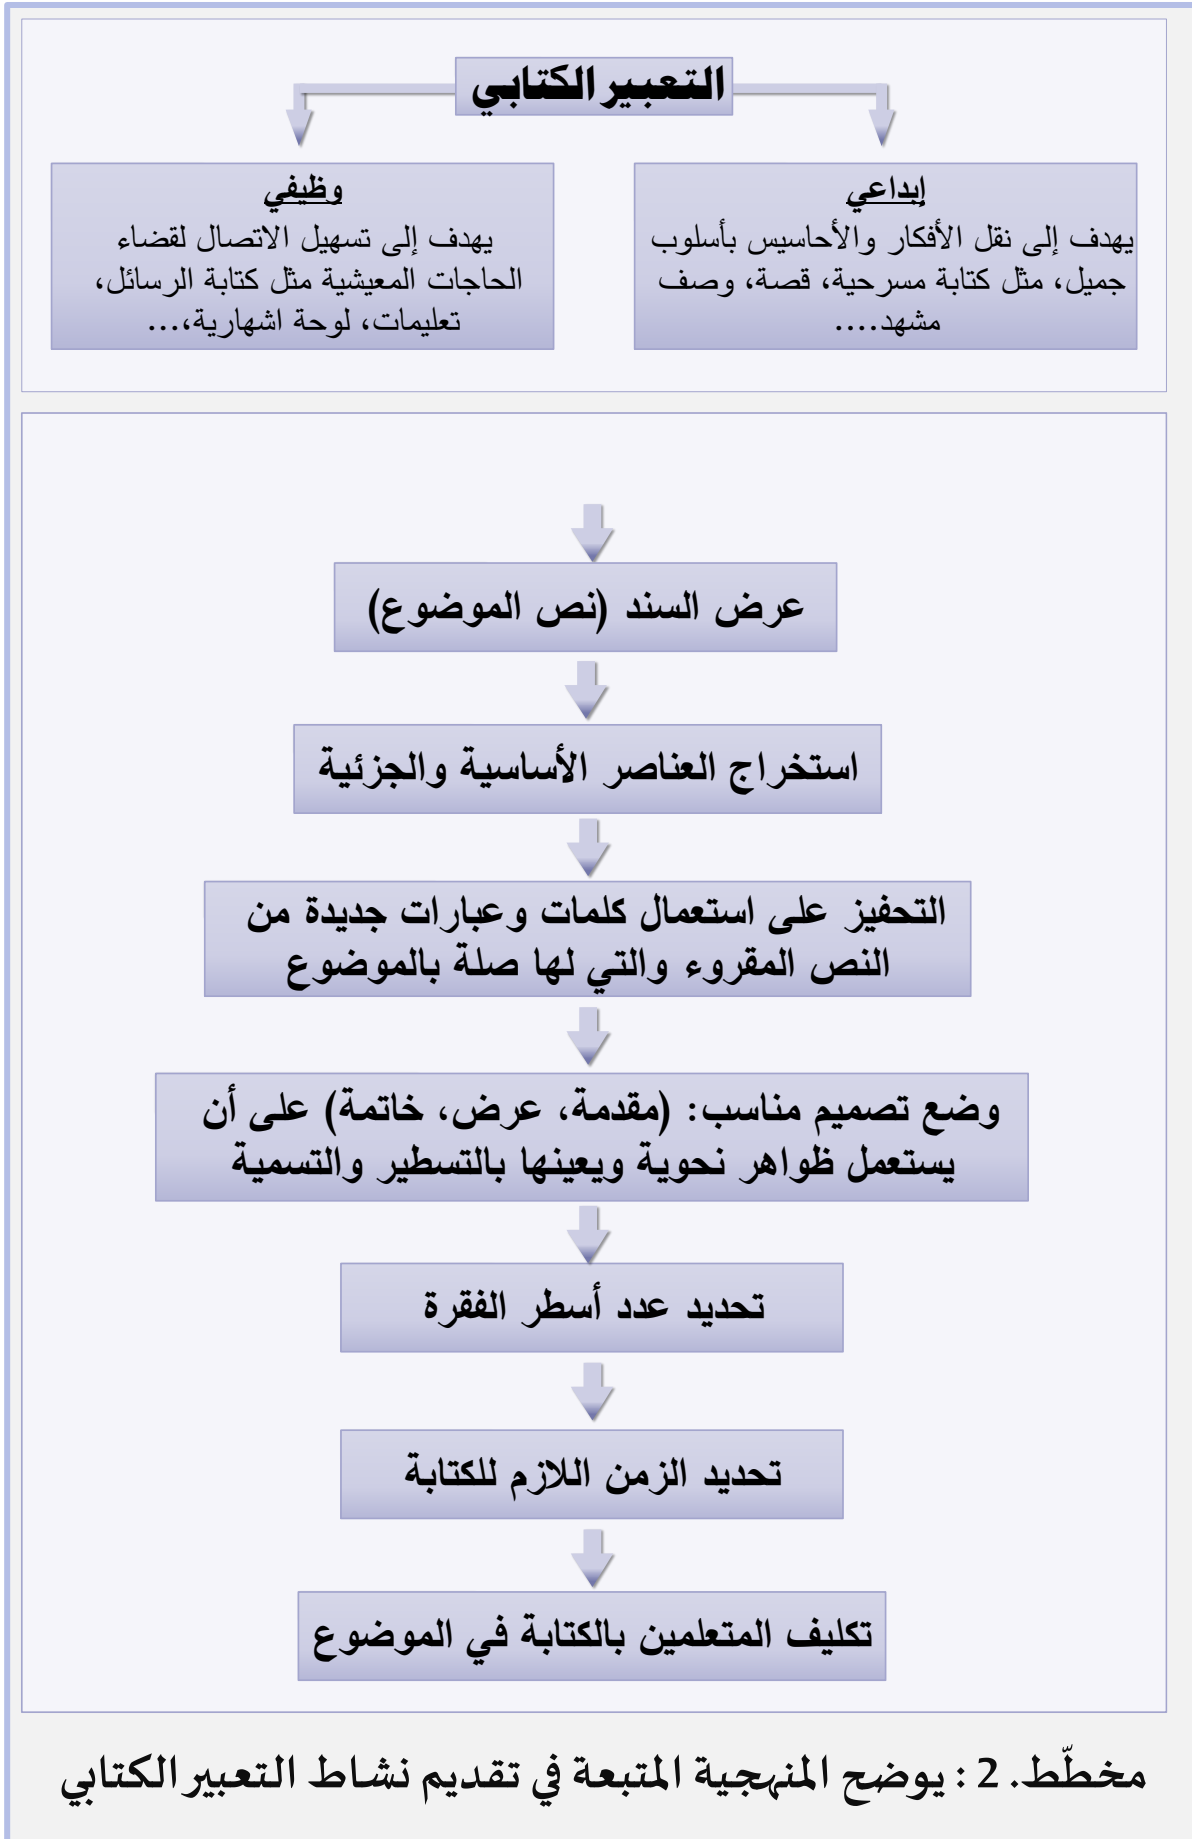 التعبير الكتابي
إبداعي
يهدف إلى نقل الأفكار والأحاسيس بأسلوب
جميل، مثل كتابة مسرحية، قصة، وصف
مشهد....
وظيفي
يهدف إلى تسهيل الاتصال لقضاء
الحاجات المعيشية مثل كتابة الرسائل،
تعليمات، لوحة اشهارية،...
عرض السند (نص الموضوع)
استخراج العناصر الأساسية والجزئية
التحفيز على استعمال كلمات وعبارات جديدة من
النص المقروء والتي لها صلة بالموضوع
وضع تصميم مناسب: (مقدمة، عرض، خاتمة) على أن
يستعمل ظواهر نحوية ويعينها بالتسطير والتسمية
تحديد عدد أسطر الفقرة
تحديد الزمن اللازم للكتابة
تكليف المتعلمين بالكتابة في الموضوع
مخطّط. 2 : يوضح المنهجية المتبعة في تقديم نشاط التعبير الكتابي